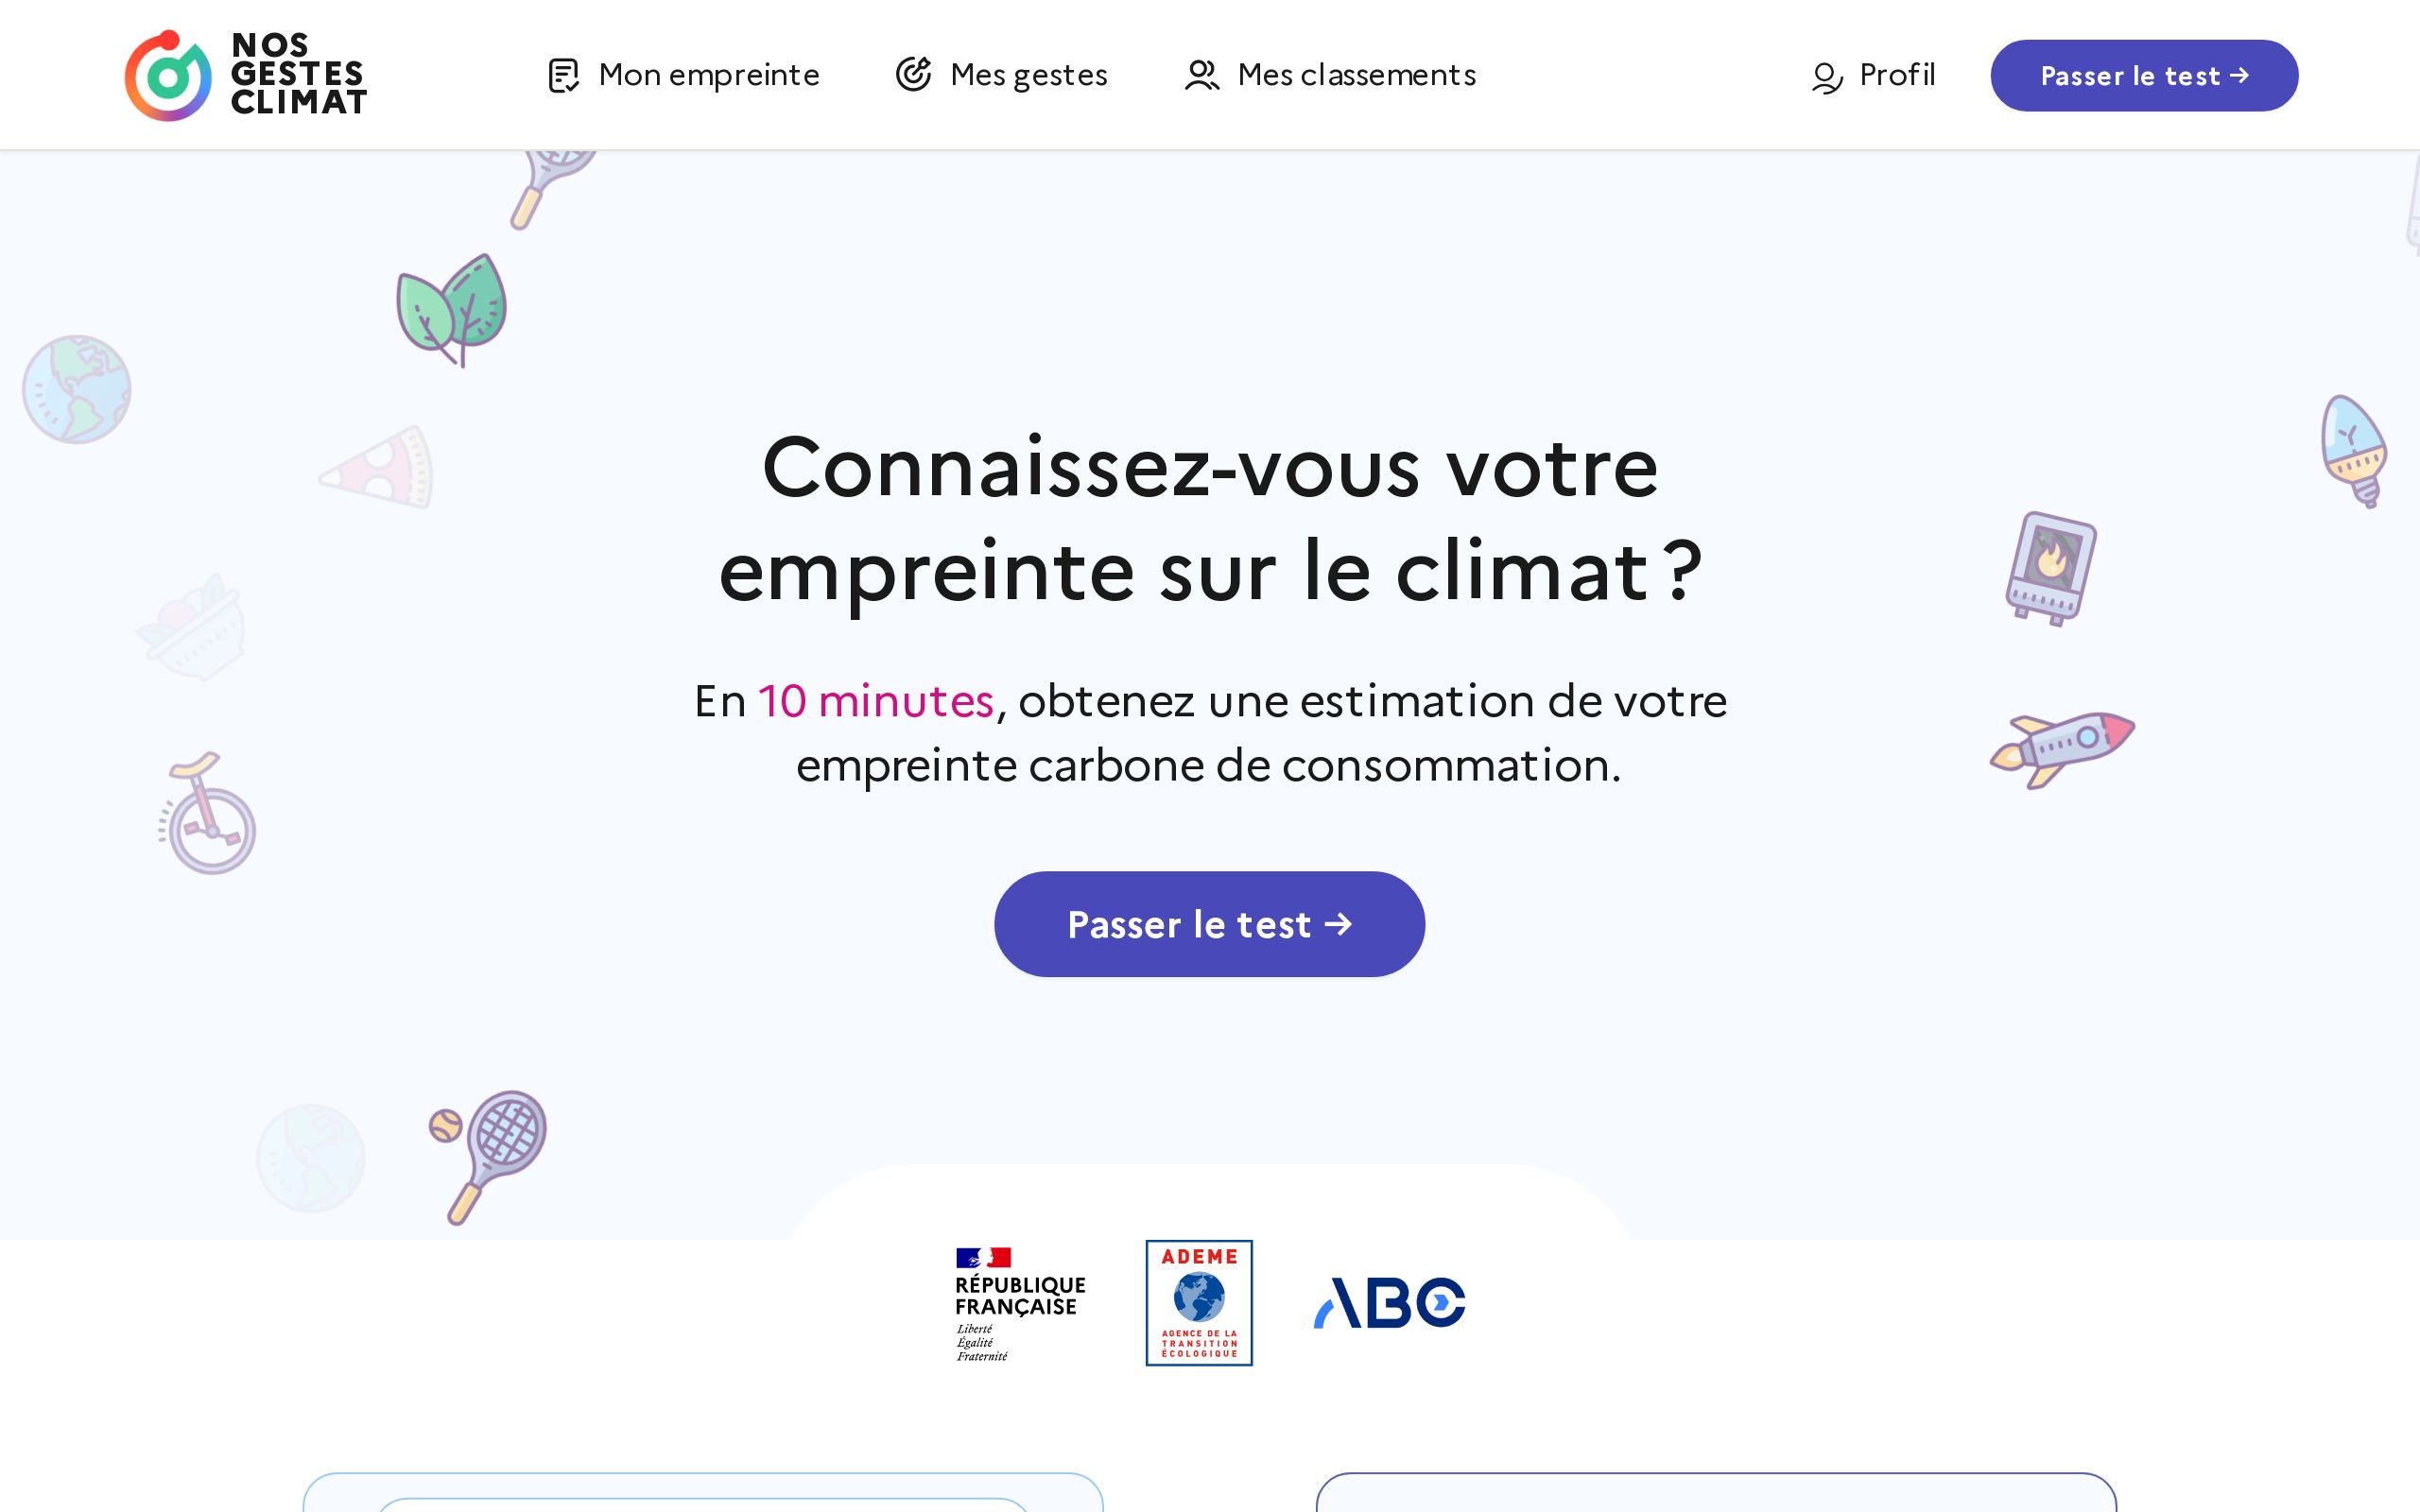 NOS
GESTES
CLIMAT
Mon empreinte
Mes gestes
Mes classements
Profil
Passer le test →
Connaissez-vous votre
empreinte sur le climat ?
En 10 minutes, obtenez une estimation de votre
empreinte carbone de consommation.
Passer le test →
RÉPUBLIQUE
FRANÇAISE
Liberté
Égalité
Fraternité
ADEME
AGENCE DE LA
TRANSITION
ÉCOLOGIQUE
ABC